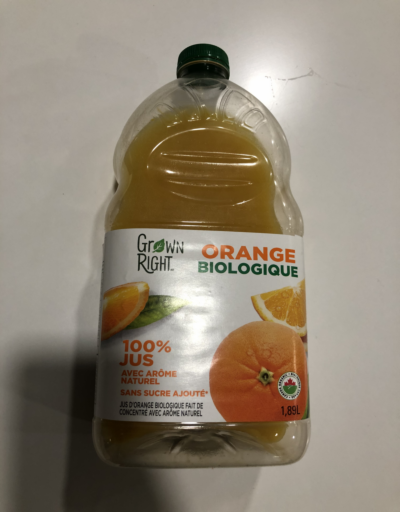 GROWN
RIGHT™
ORANGE
BIOLOGIQUE
100%
JUS
AVEC ARÔME
NATUREL
SANS SUCRE AJOUTÉ*
JUS D'ORANGE BIOLOGIQUE FAIT DE
CONCENTRÉ AVEC ARÔME NATUREL
1,89L